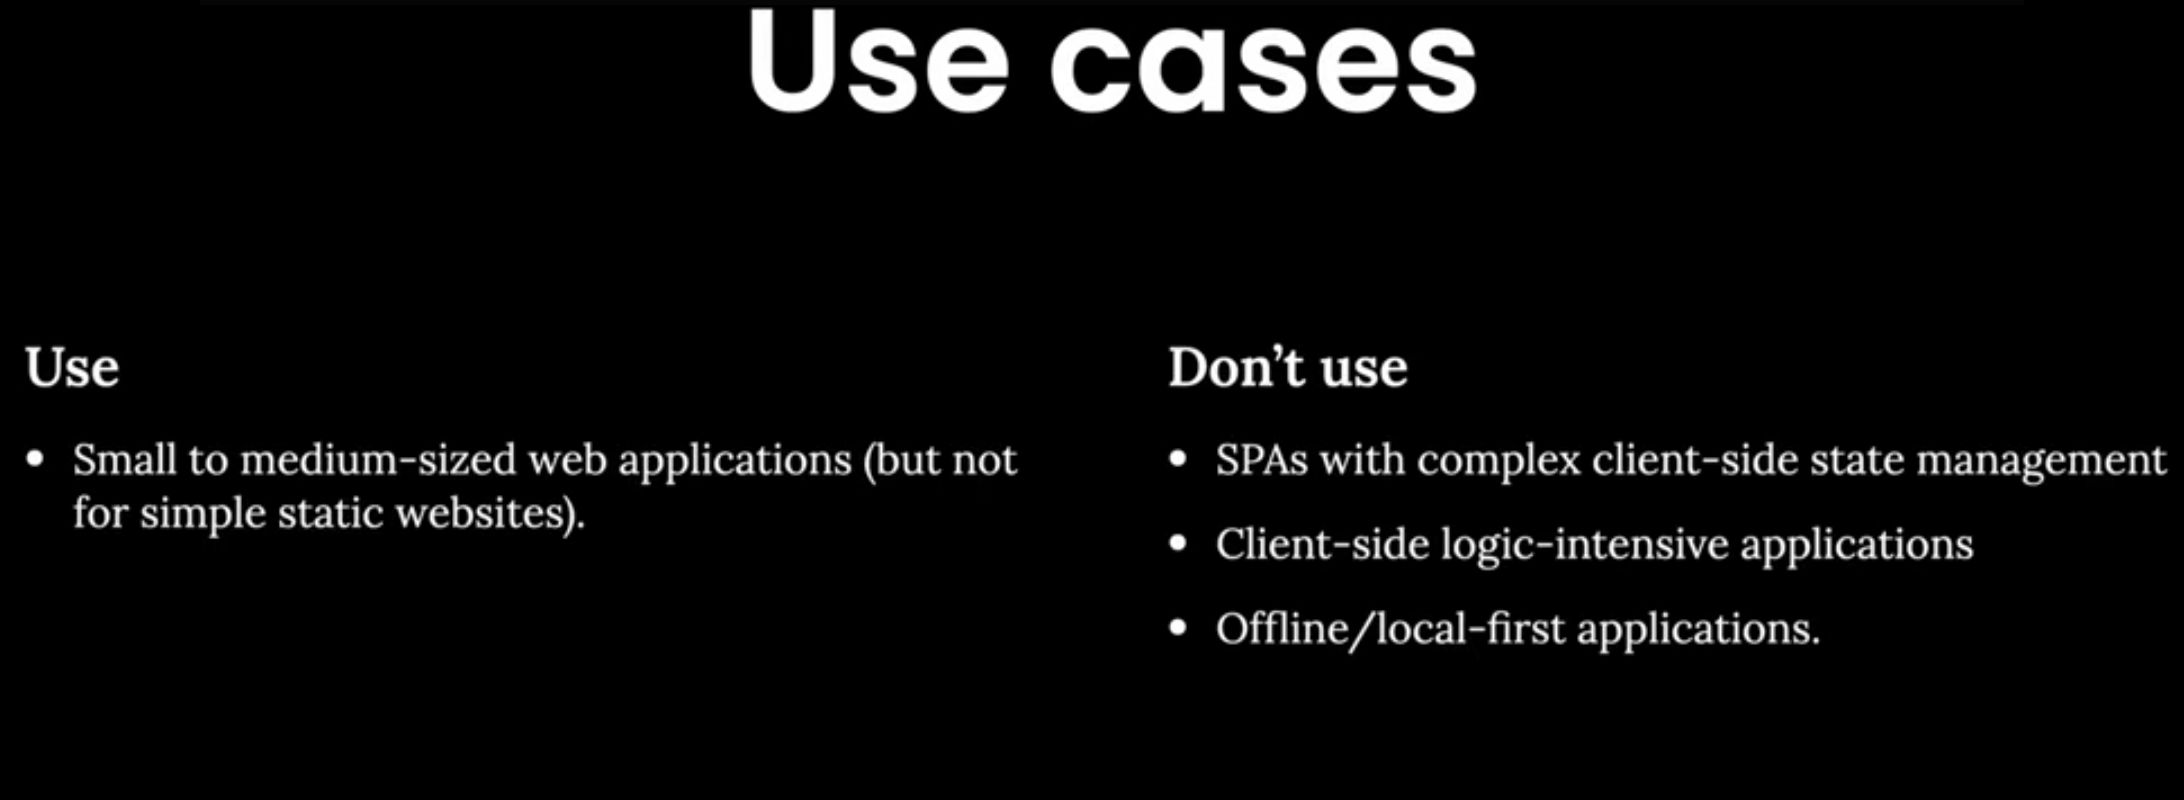 Use cases
Use
• Small to medium-sized web applications (but not
for simple static websites).
Don’t use
• SPAs with complex client-side state management
• Client-side logic-intensive applications
• Offline/local-first applications.